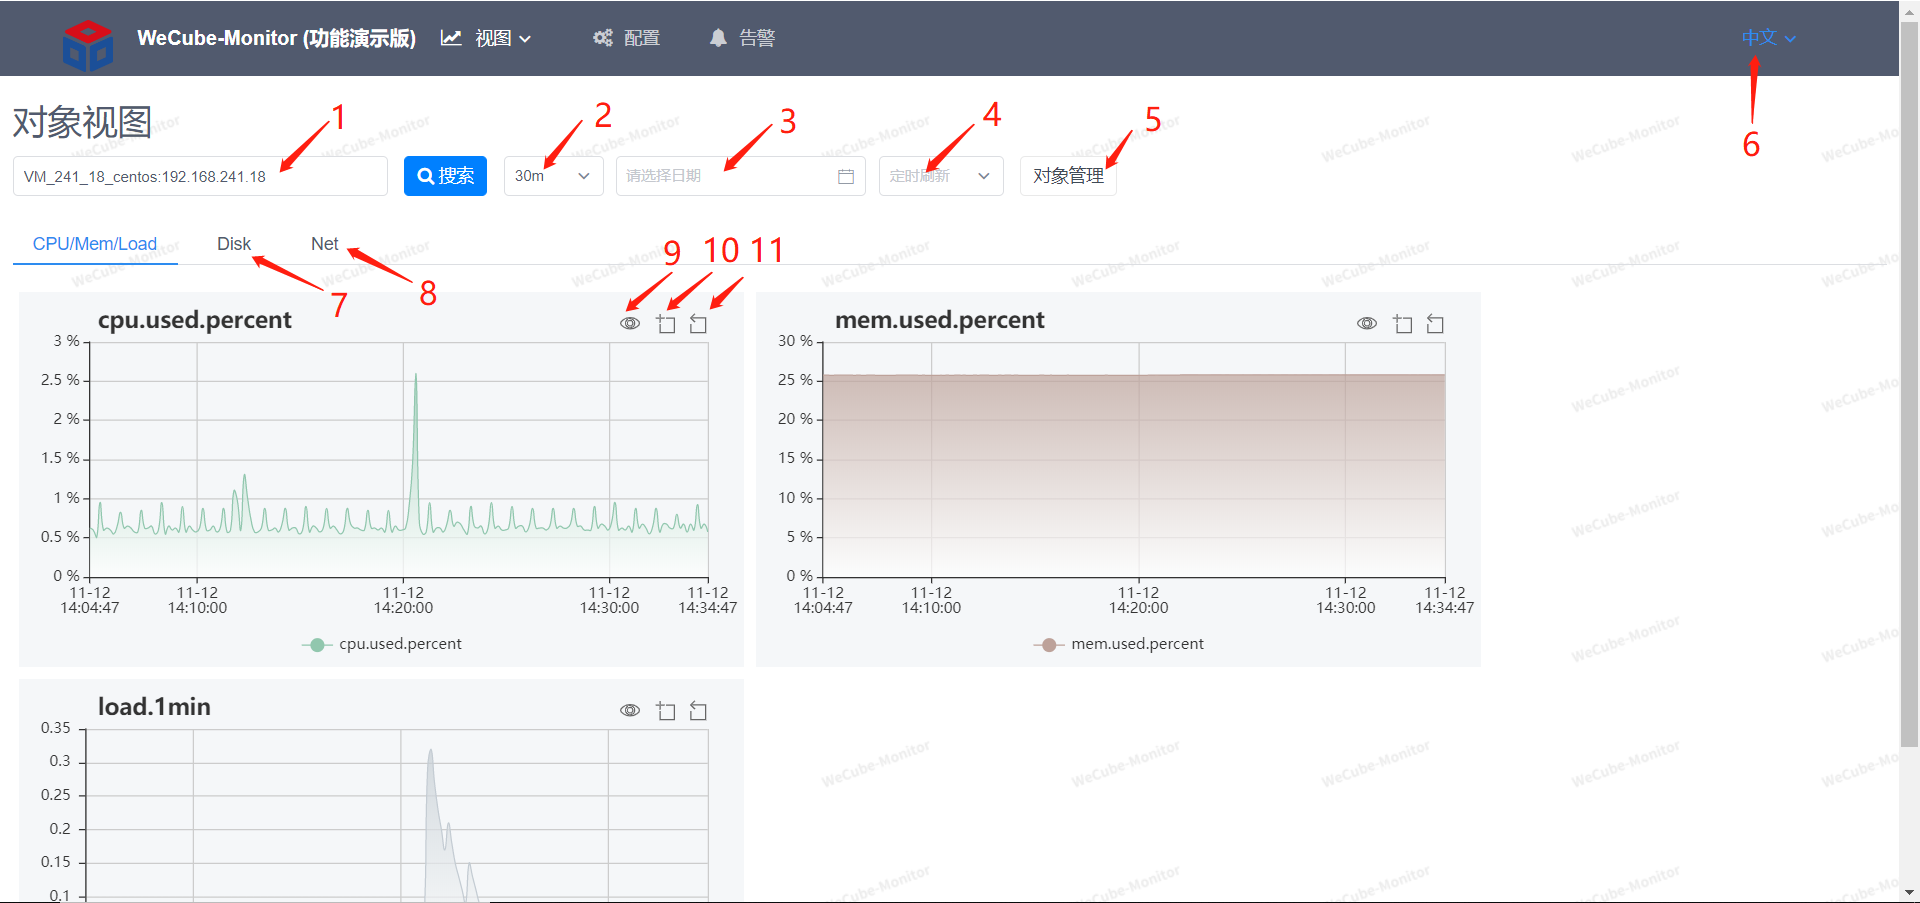 WeCube-Monitor (功能演示版) 视图 配置 告警 中文
6
对象视图
1 2 3 4 5
VM_241_18_centos:192.168.241.18 搜索 30m 请选择日期 定时刷新 对象管理
CPU/Mem/Load Disk Net
7 8 9 10 11
cpu.used.percent
3 %
2.5 %
2 %
1.5 %
1 %
0.5 %
0 %
11-12 11-12 11-12 11-12 11-12
14:04:47 14:10:00 14:20:00 14:30:00 14:34:47
cpu.used.percent
mem.used.percent
30 %
25 %
20 %
15 %
10 %
5 %
0 %
11-12 11-12 11-12 11-12 11-12
14:04:47 14:10:00 14:20:00 14:30:00 14:34:47
mem.used.percent
load.1min
0.35
0.3
0.25
0.2
0.15
0.1
WeCube-Monitor